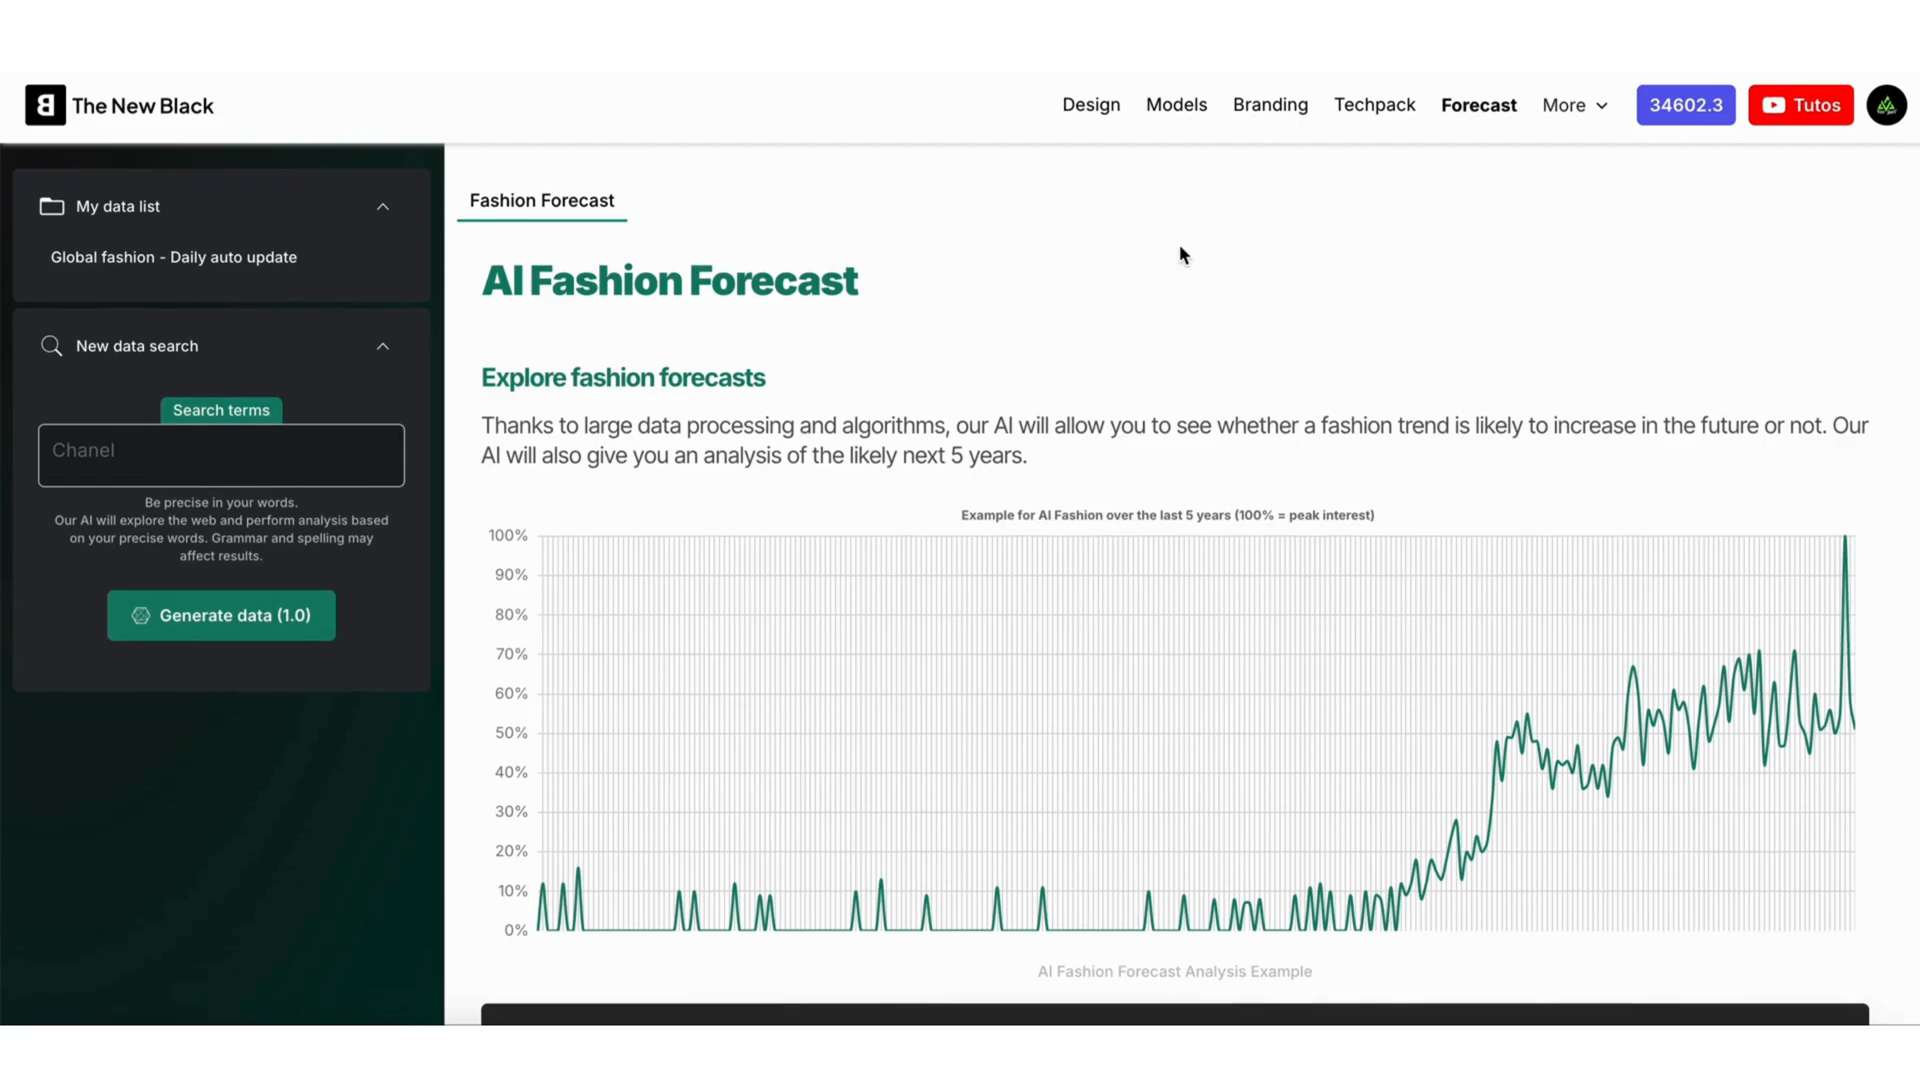 The New Black
Design
Models
Branding
Techpack
Forecast
More
34602.3
Tutos
My data list
Global fashion - Daily auto update
New data search
Search terms
Chanel
Be precise in your words.
Our AI will explore the web and perform analysis based
on your precise words. Grammar and spelling may
affect results.
Generate data (1.0)
Fashion Forecast
AI Fashion Forecast
Explore fashion forecasts
Thanks to large data processing and algorithms, our AI will allow you to see whether a fashion trend is likely to increase in the future or not. Our
AI will also give you an analysis of the likely next 5 years.
Example for AI Fashion over the last 5 years (100% = peak interest)
100%
90%
80%
70%
60%
50%
40%
30%
20%
10%
0%
AI Fashion Forecast Analysis Example